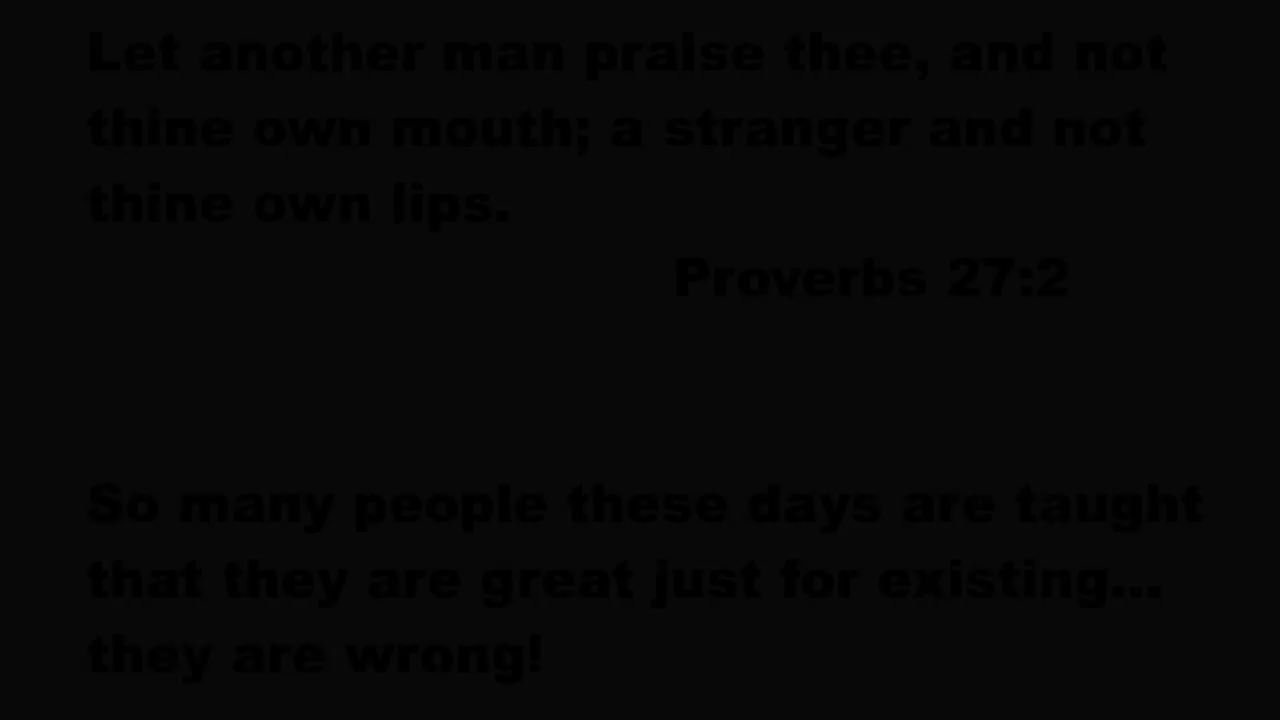 Let another man praise thee, and not
thine own mouth; a stranger and not
thine own lips.
Proverbs 27:2
So many people these days are taught
that they are great just for existing...
they are wrong!